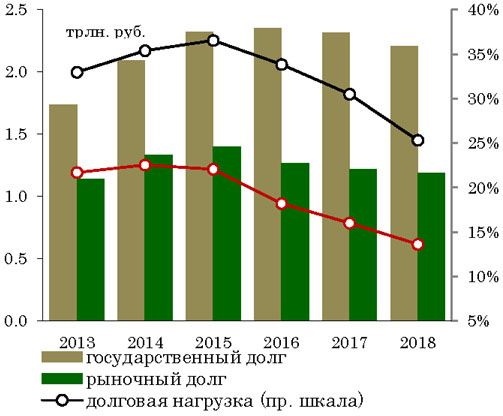 трлн. руб.
2.5
2.0
1.5
1.0
0.5
0.0
40%
35%
30%
25%
20%
15%
10%
5%
2013 2014 2015 2016 2017 2018
государственный долг
рыночный долг
долговая нагрузка (пр. шкала)